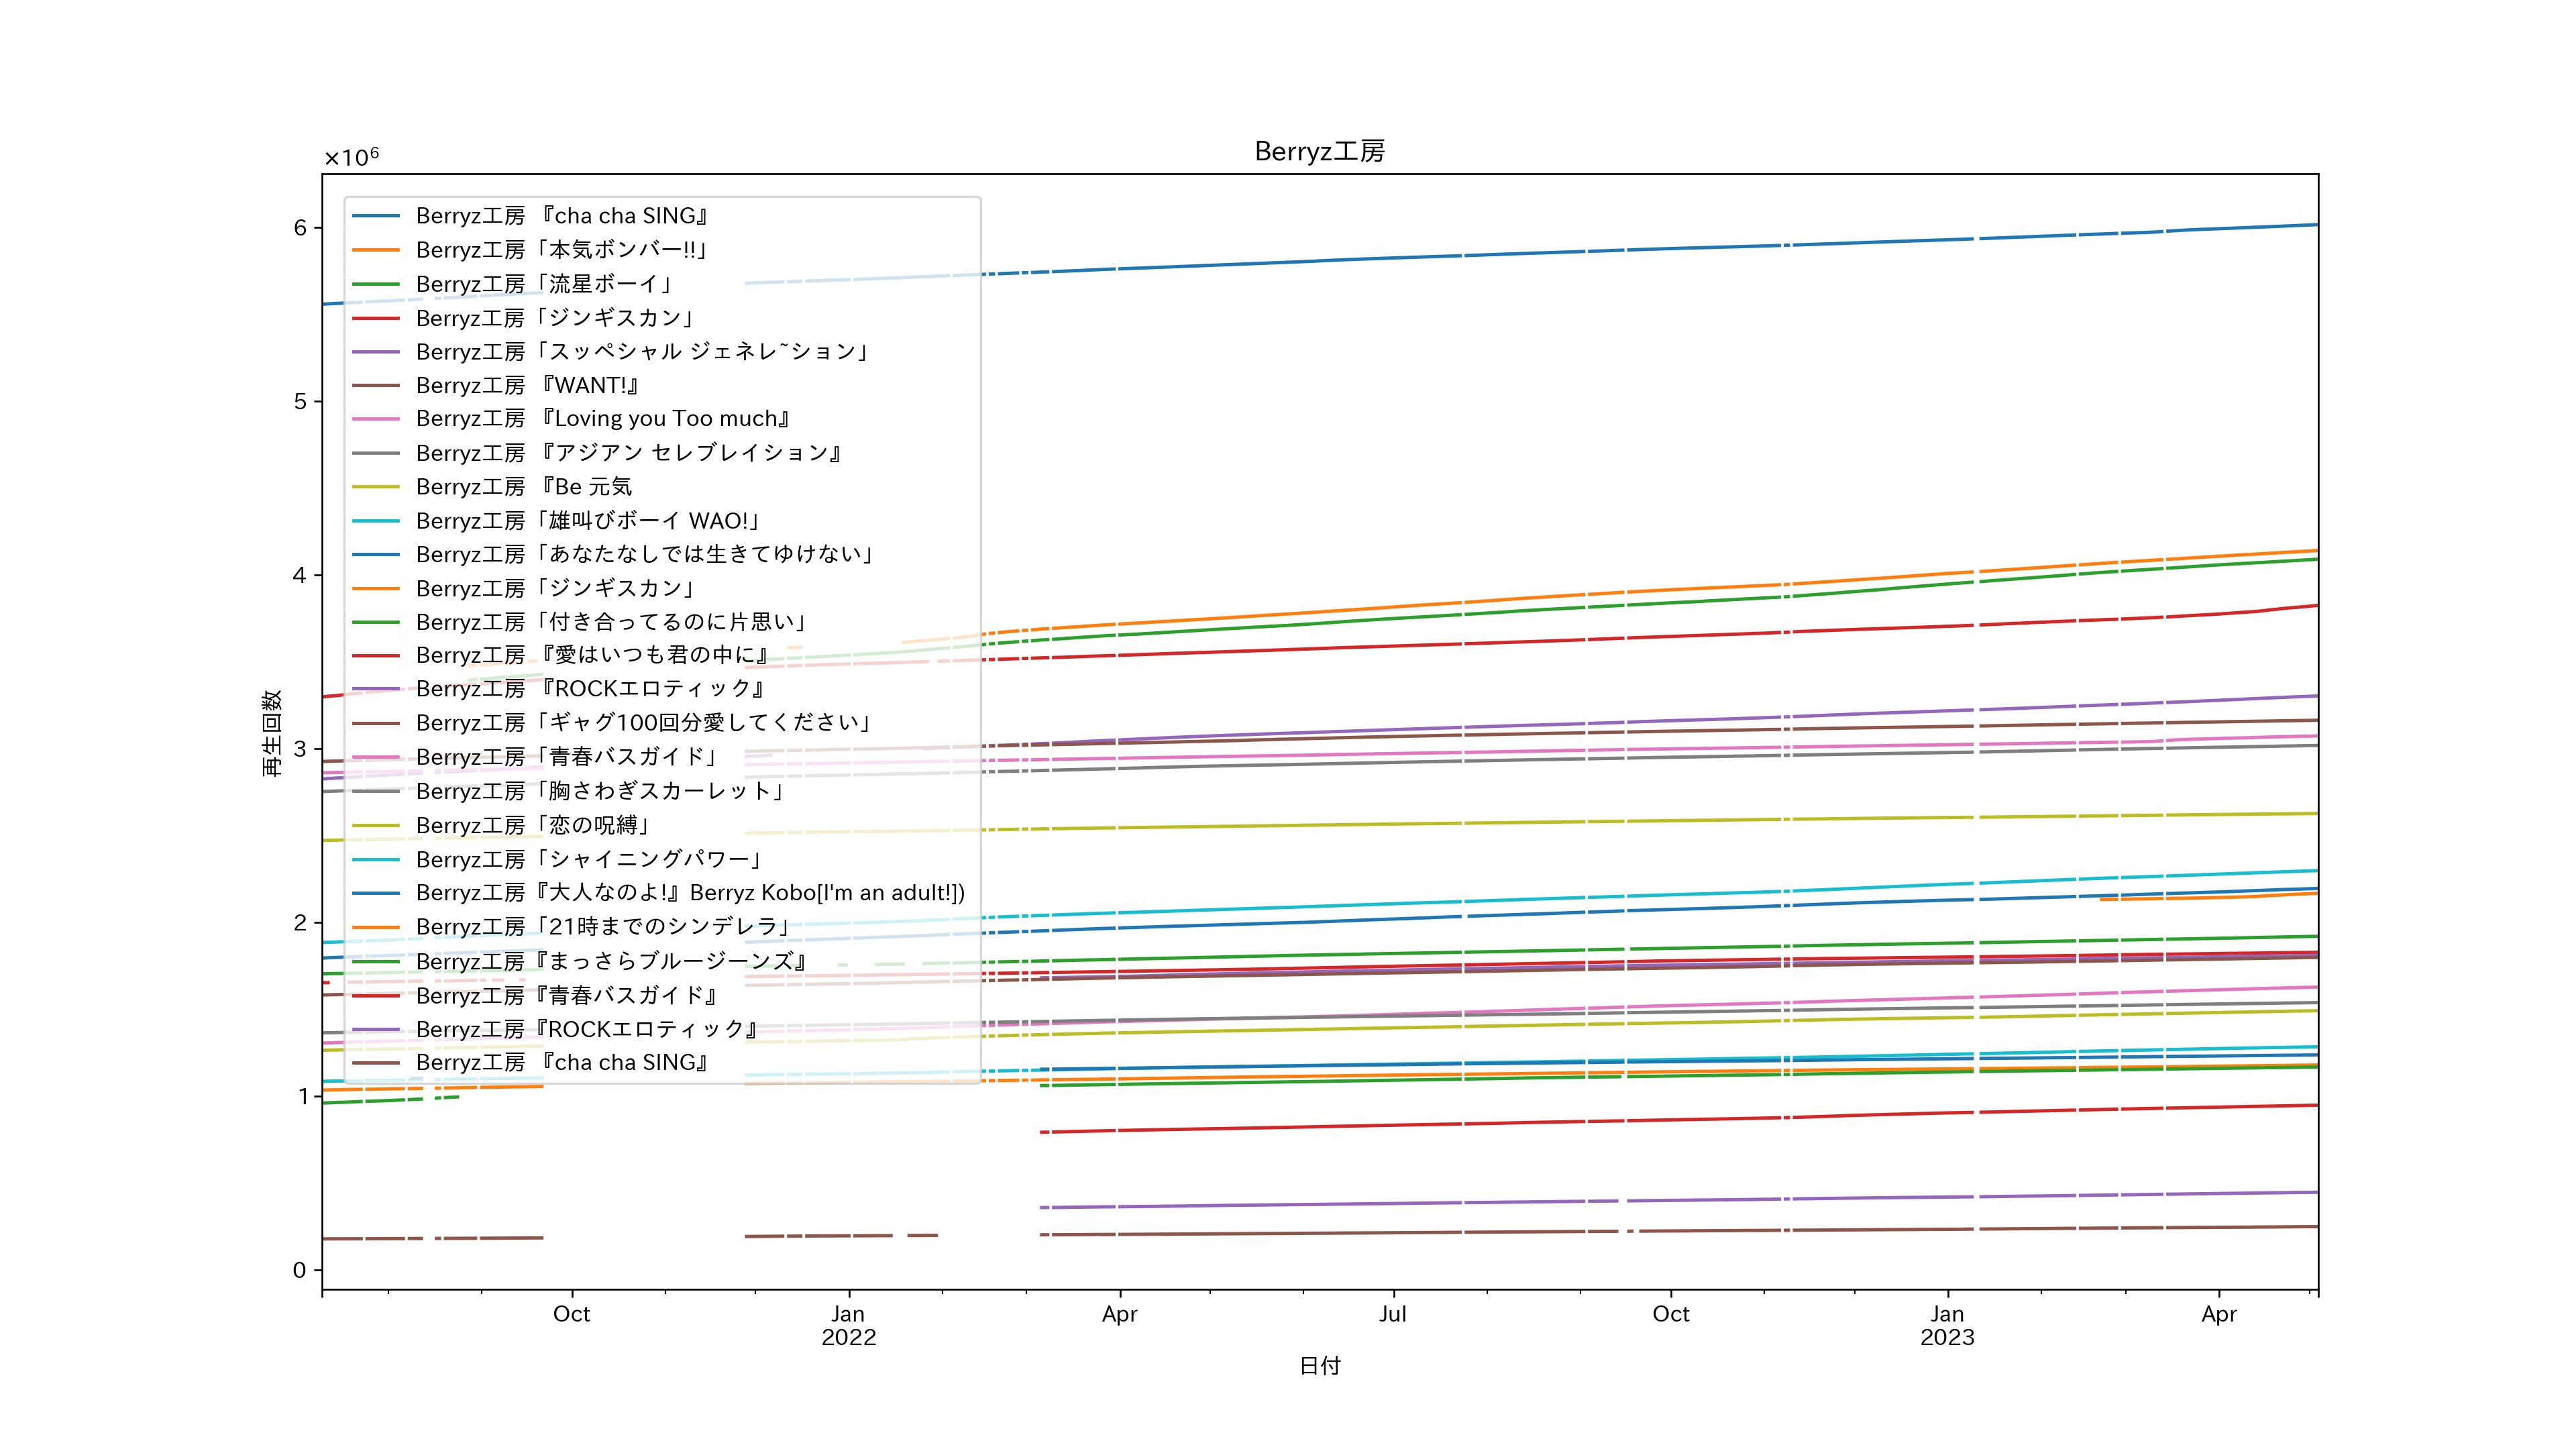 Berryz工房
×10⁶
6
5
4
3
2
1
0
再生回数
Berryz工房 『cha cha SING』
Berryz工房「本気ボンバー!!」
Berryz工房「流星ボーイ」
Berryz工房「ジンギスカン」
Berryz工房「スッペシャル ジェネレ~ション」
Berryz工房 『WANT!』
Berryz工房 『Loving you Too much』
Berryz工房 『アジアン セレブレイション』
Berryz工房 『Be 元気
Berryz工房「雄叫びボーイ WAO!」
Berryz工房「あなたなしでは生きてゆけない」
Berryz工房「ジンギスカン」
Berryz工房「付き合ってるのに片思い」
Berryz工房 『愛はいつも君の中に』
Berryz工房 『ROCKエロティック』
Berryz工房「ギャグ100回分愛してください」
Berryz工房「青春バスガイド」
Berryz工房「胸さわぎスカーレット」
Berryz工房「恋の呪縛」
Berryz工房「シャイニングパワー」
Berryz工房『大人なのよ!』Berryz Kobo[I'm an adult!])
Berryz工房「21時までのシンデレラ」
Berryz工房『まっさらブルージーンズ』
Berryz工房『青春バスガイド』
Berryz工房『ROCKエロティック』
Berryz工房 『cha cha SING』
Oct Jan Apr Jul Oct Jan Apr
2022 2023
日付